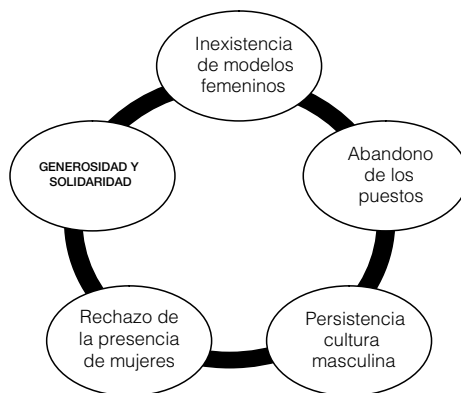 Inexistencia
de modelos
femeninos
Abandono
de los
puestos
Persistencia
cultura
masculina
Rechazo de
la presencia
de mujeres
GENEROSIDAD Y
SOLIDARIDAD